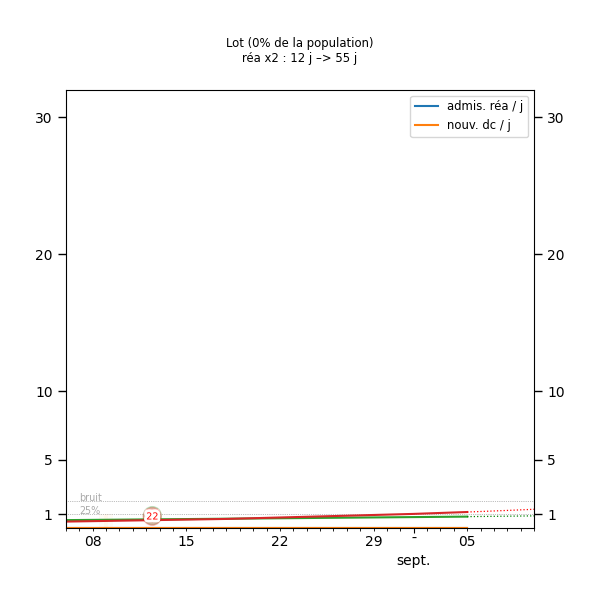 Lot (0% de la population)
réa x2 : 12 j –> 55 j
admis. réa / j
nouv. dc / j
30 30
20 20
10 10
5 5
bruit
25%
22
1 1
08 15 22 29 - 05
sept.